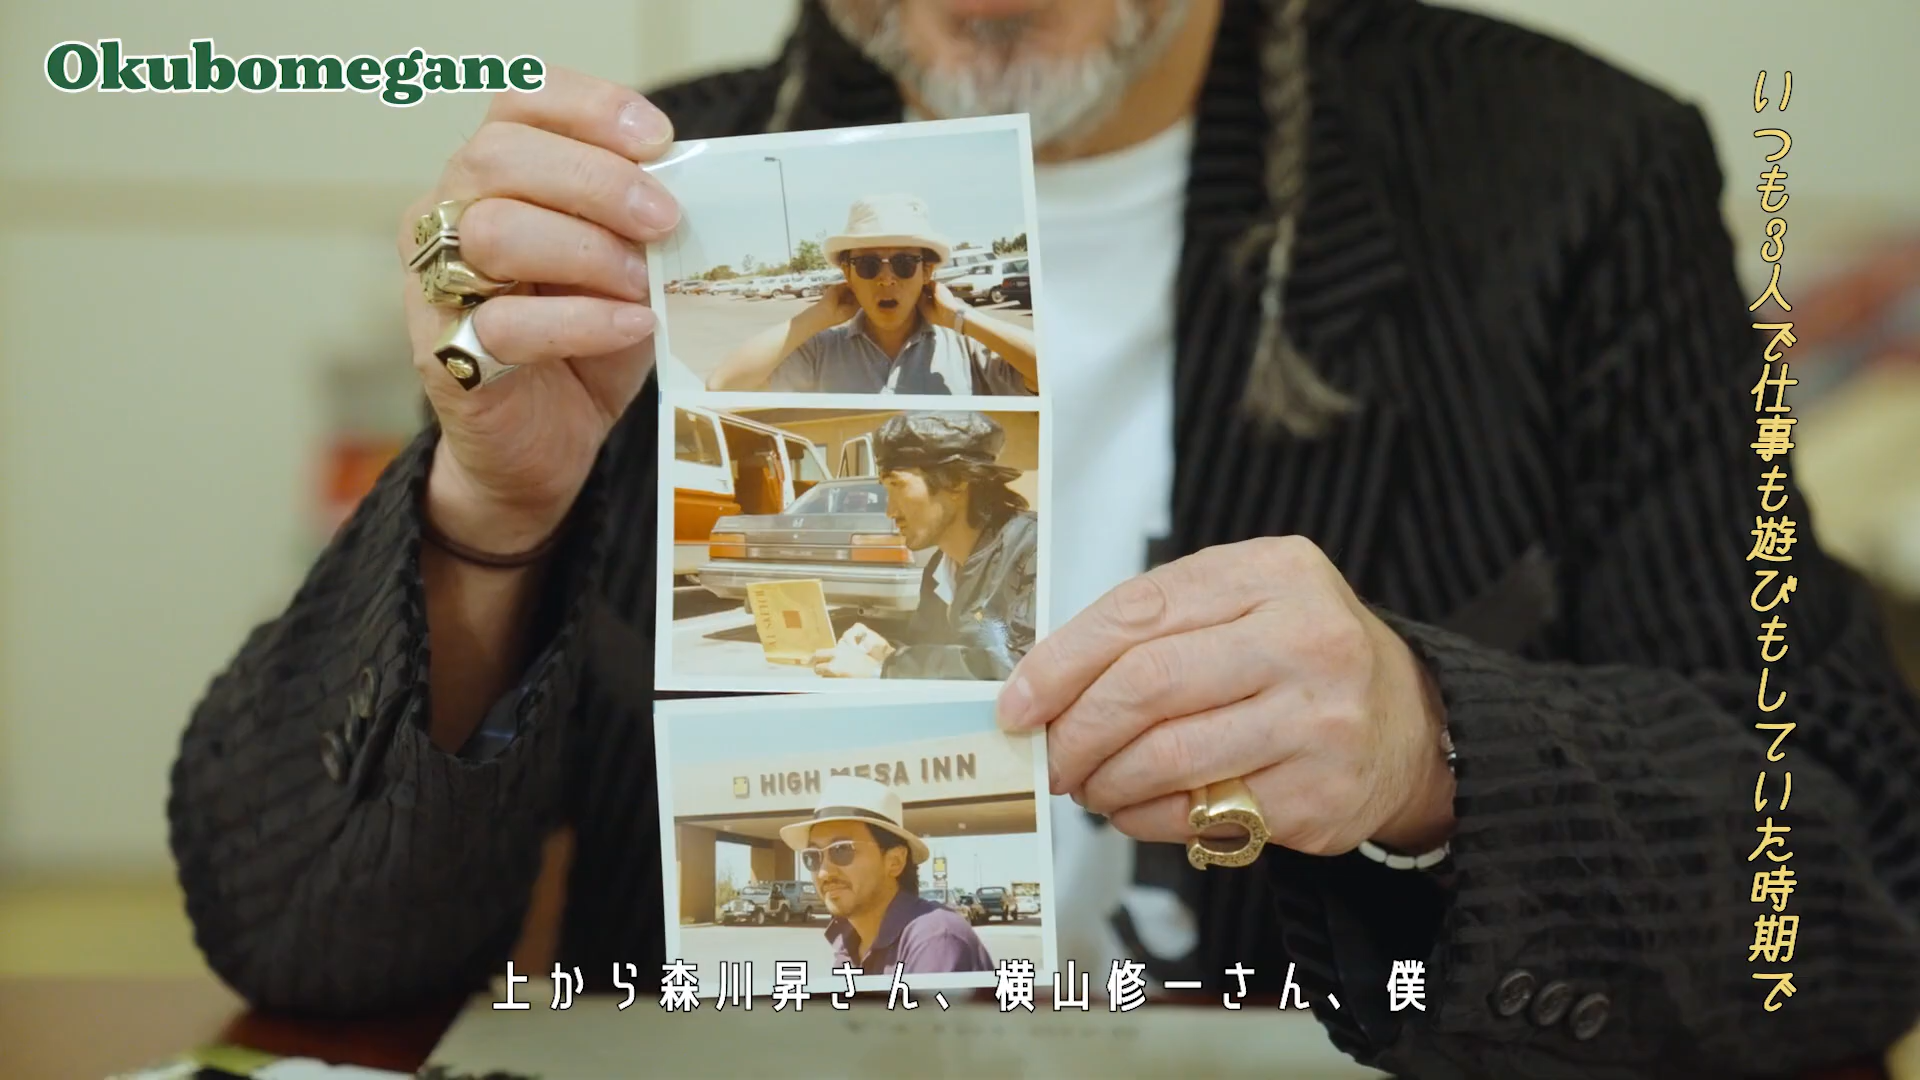 Okubomegane
いつも3人で仕事も遊びもしていた時期で
HIGH MESA INN
上から森川昇さん、横山修一さん、僕